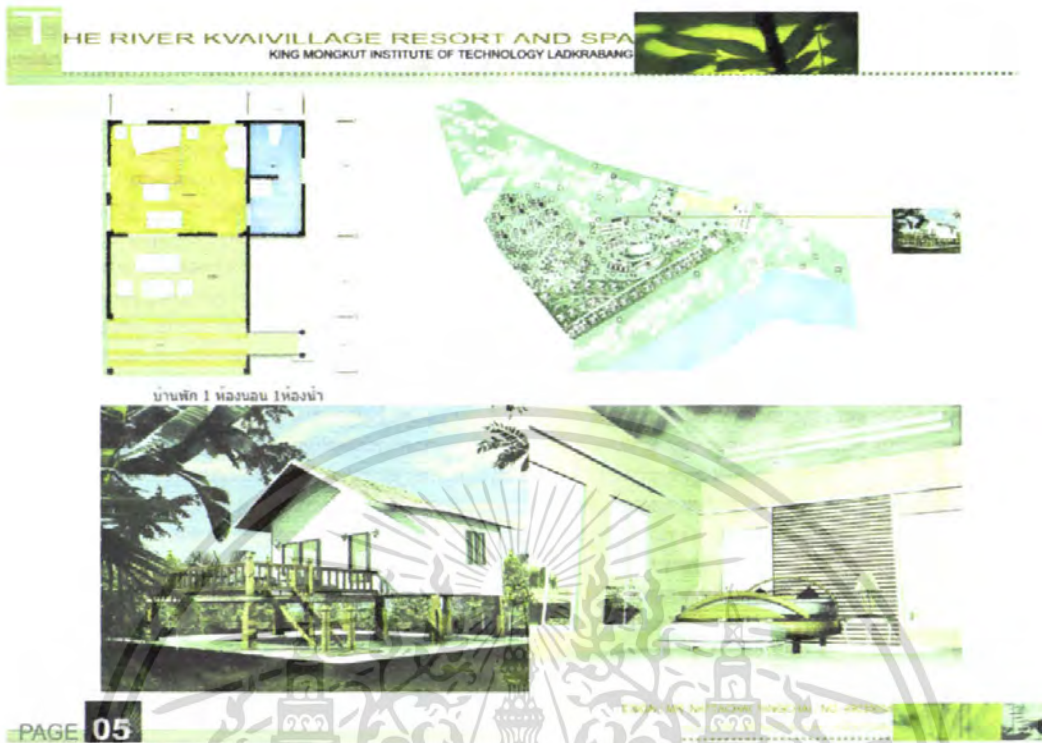 THE RIVER KVAIVILLAGE RESORT AND SPA
KING MONGKUT INSTITUTE OF TECHNOLOGY LADKRABANG
บ้านพัก 1 ห้องนอน 1ห้องน้ำ
PAGE 05